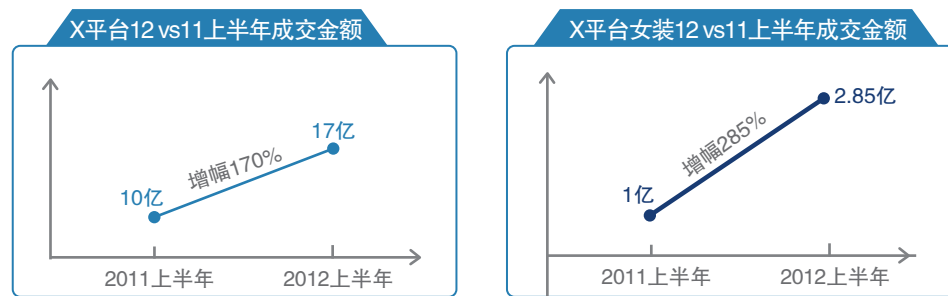 X平台12 vs11上半年成交金额
17亿
增幅170%
10亿
2011上半年
2012上半年
X平台女装12 vs11上半年成交金额
2.85亿
增幅285%
1亿
2011上半年
2012上半年